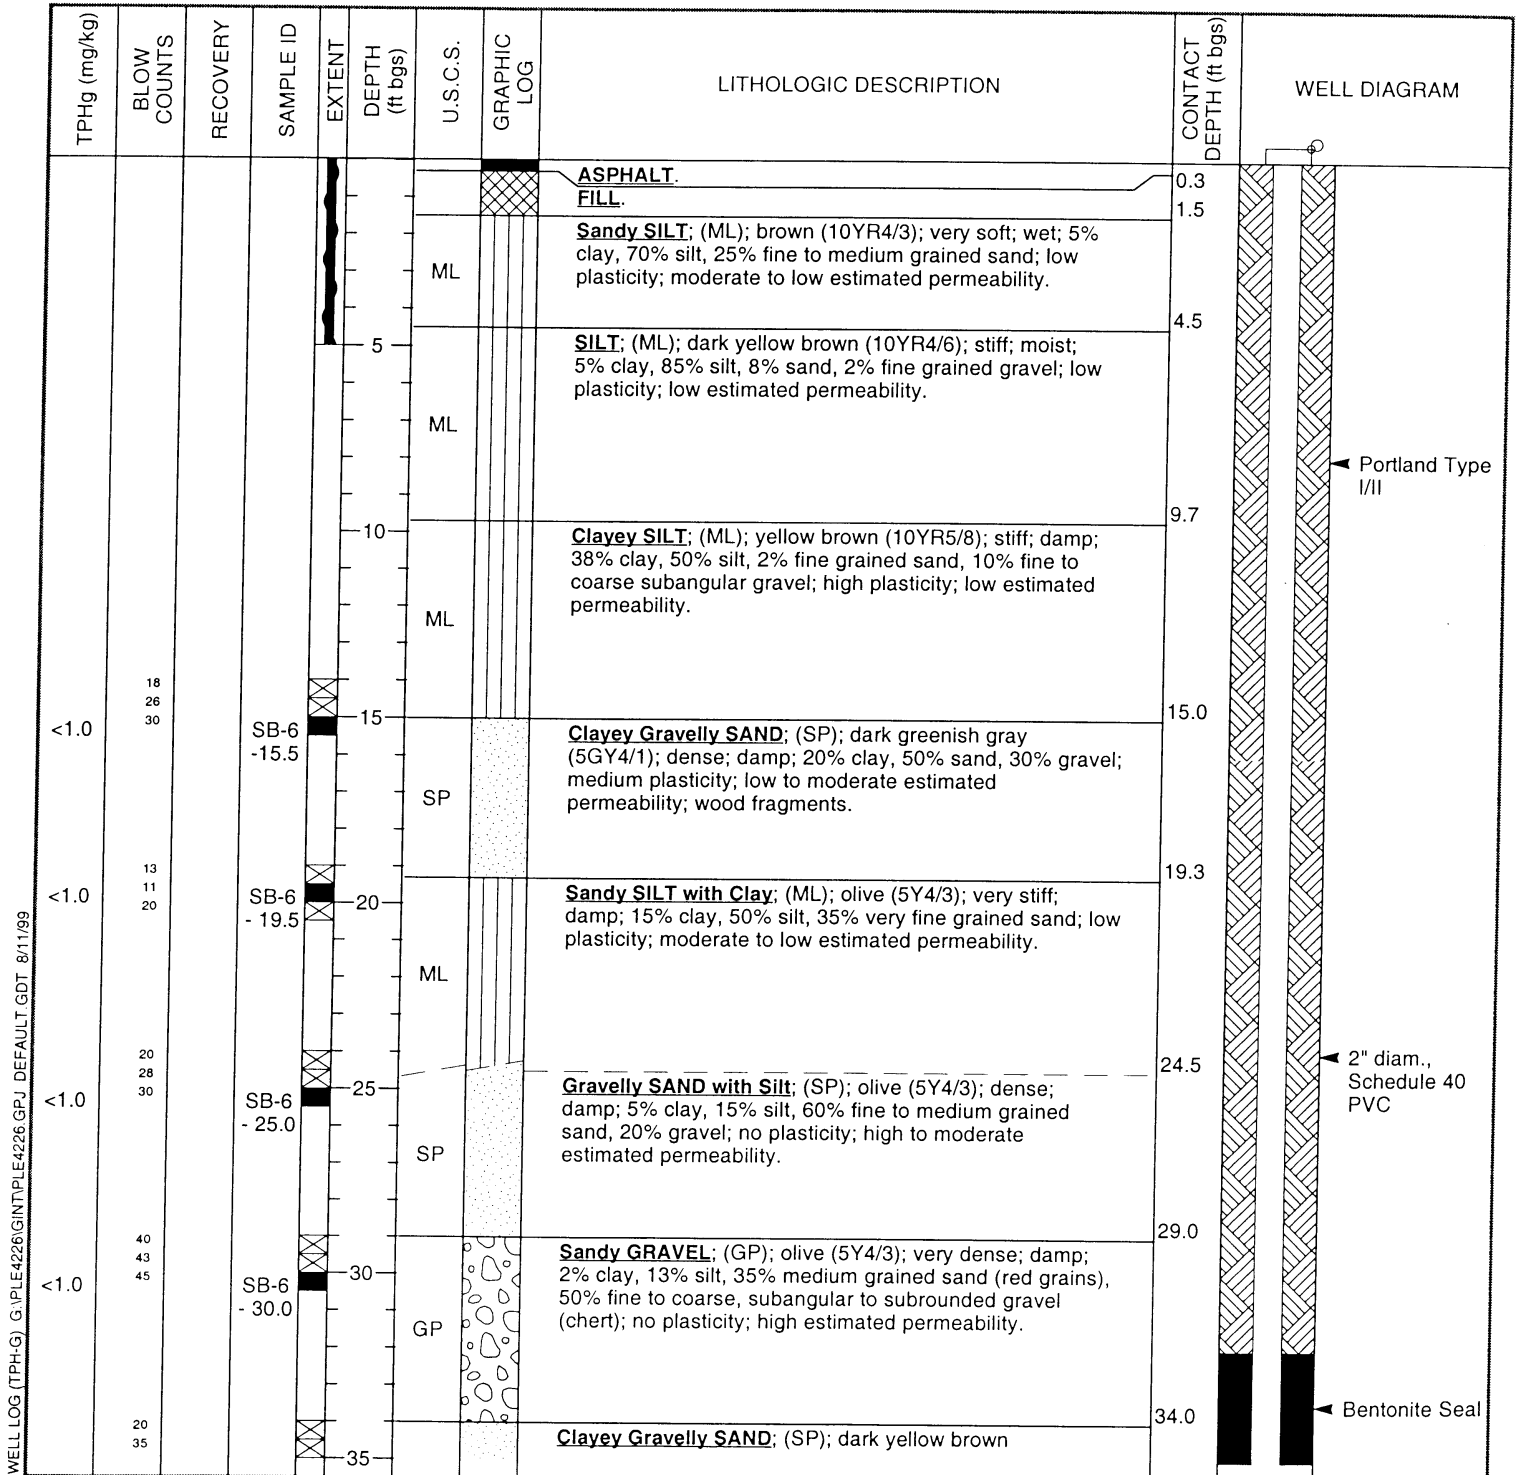 TPHg (mg/kg)
BLOW COUNTS
RECOVERY
SAMPLE ID
EXTENT
DEPTH (ft bgs)
U.S.C.S.
GRAPHIC LOG
LITHOLOGIC DESCRIPTION
CONTACT DEPTH (ft bgs)
WELL DIAGRAM
ASPHALT.
0.3
FILL.
1.5
Sandy SILT; (ML); brown (10YR4/3); very soft; wet; 5%
clay, 70% silt, 25% fine to medium grained sand; low
plasticity; moderate to low estimated permeability.
ML
4.5
5
SILT; (ML); dark yellow brown (10YR4/6); stiff; moist;
5% clay, 85% silt, 8% sand, 2% fine grained gravel; low
plasticity; low estimated permeability.
ML
Portland Type
I/II
9.7
10
Clayey SILT; (ML); yellow brown (10YR5/8); stiff; damp;
38% clay, 50% silt, 2% fine grained sand, 10% fine to
coarse subangular gravel; high plasticity; low estimated
permeability.
ML
18
26
30
<1.0
SB-6
-15.5
15
15.0
Clayey Gravelly SAND; (SP); dark greenish gray
(5GY4/1); dense; damp; 20% clay, 50% sand, 30% gravel;
medium plasticity; low to moderate estimated
permeability; wood fragments.
SP
13
11
20
<1.0
SB-6
- 19.5
20
19.3
Sandy SILT with Clay; (ML); olive (5Y4/3); very stiff;
damp; 15% clay, 50% silt, 35% very fine grained sand; low
plasticity; moderate to low estimated permeability.
ML
20
28
30
<1.0
SB-6
- 25.0
25
24.5
2" diam.,
Schedule 40
PVC
Gravelly SAND with Silt; (SP); olive (5Y4/3); dense;
damp; 5% clay, 15% silt, 60% fine to medium grained
sand, 20% gravel; no plasticity; high to moderate
estimated permeability.
SP
29.0
40
43
45
<1.0
SB-6
- 30.0
30
Sandy GRAVEL; (GP); olive (5Y4/3); very dense; damp;
2% clay, 13% silt, 35% medium grained sand (red grains),
50% fine to coarse, subangular to subrounded gravel
(chert); no plasticity; high estimated permeability.
GP
34.0
Bentonite Seal
20
35
35
Clayey Gravelly SAND; (SP); dark yellow brown
WELL LOG (TPH-G) G:\PLE4226\GINT\PLE4226.GPJ DEFAULT.GDT 8/11/99